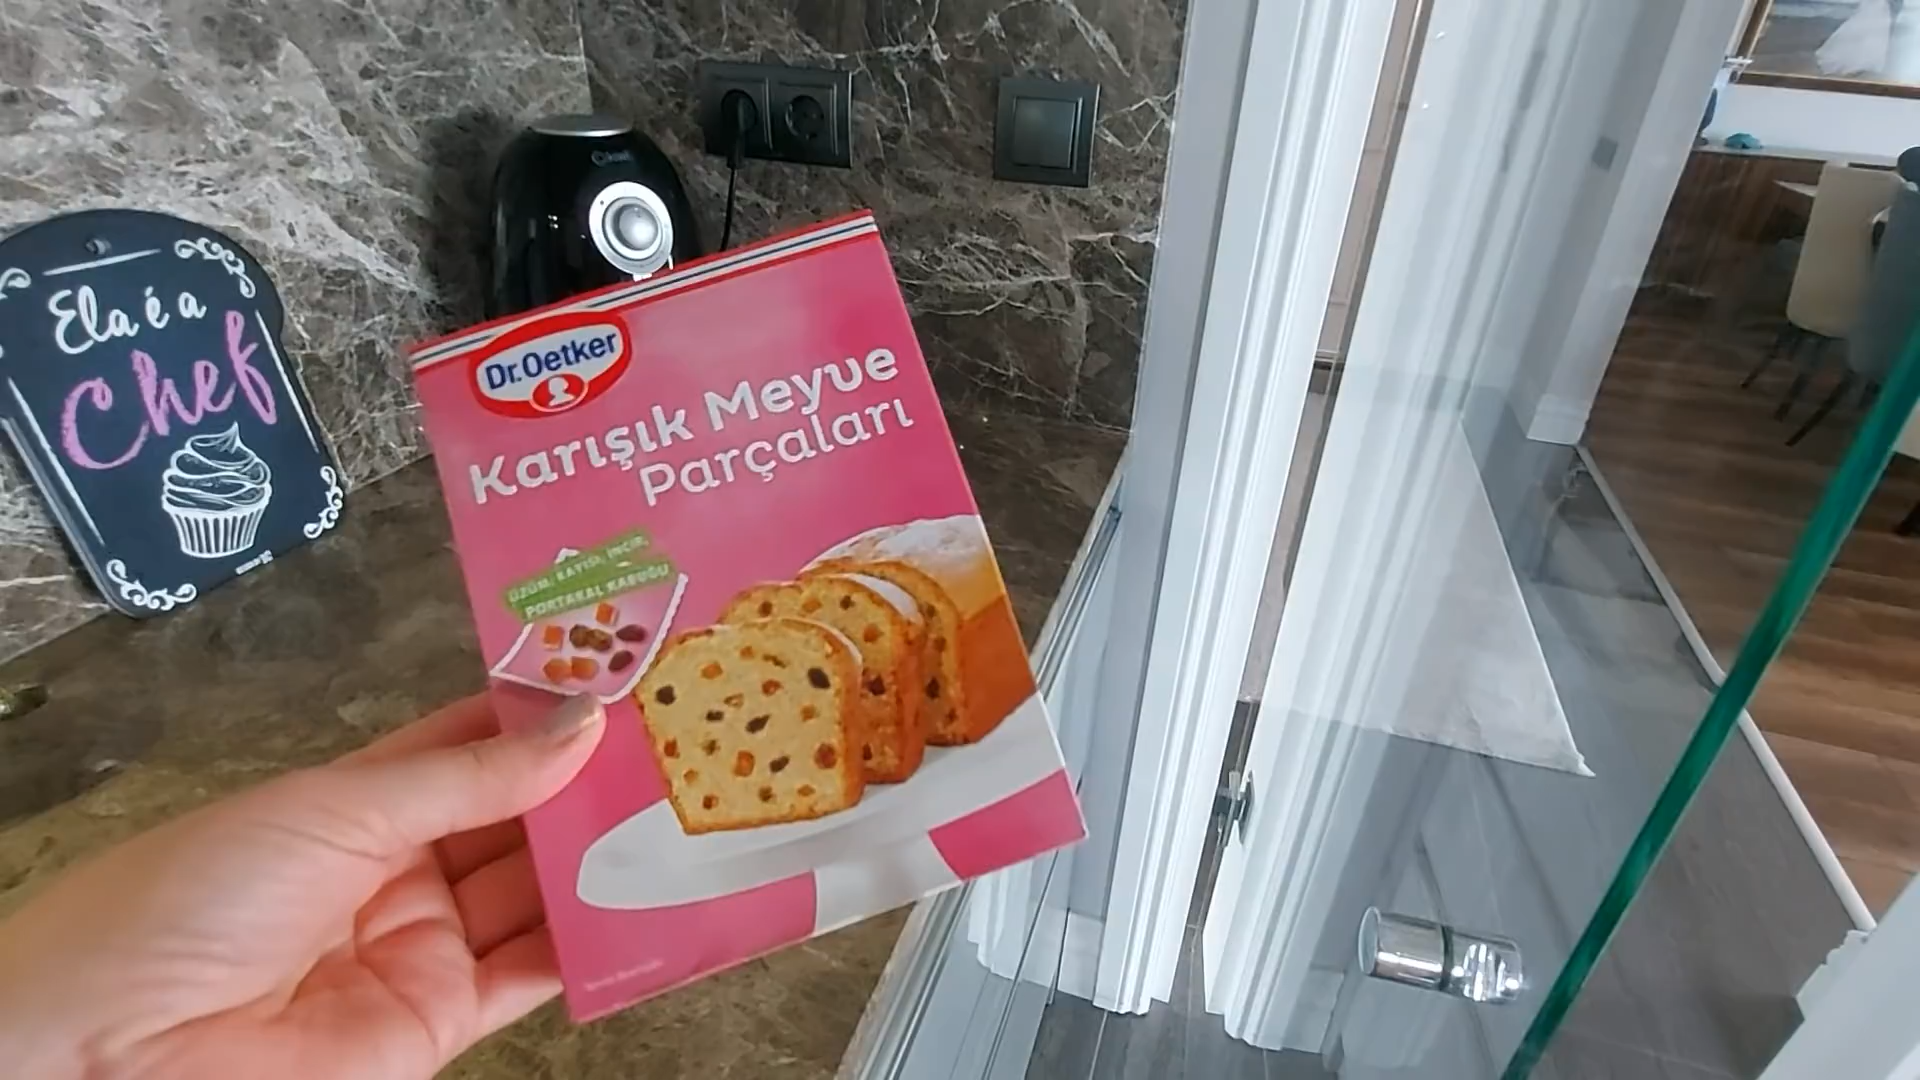 Ela é a
Chef
Dr. Oetker
Karışık Meyve
Parçaları
ÜZÜM, KAYISI, İNCİR,
PORTAKAL KABUĞU